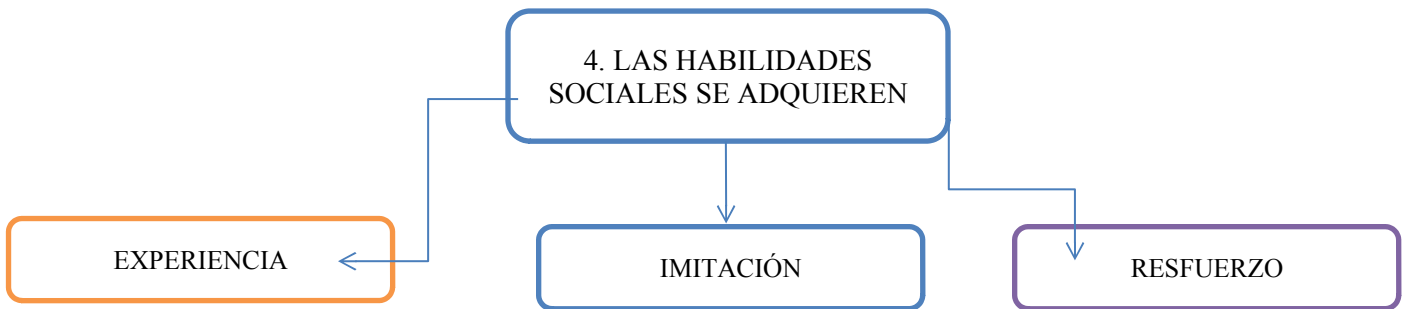 4. LAS HABILIDADES
SOCIALES SE ADQUIEREN
EXPERIENCIA
IMITACIÓN
RESFUERZO